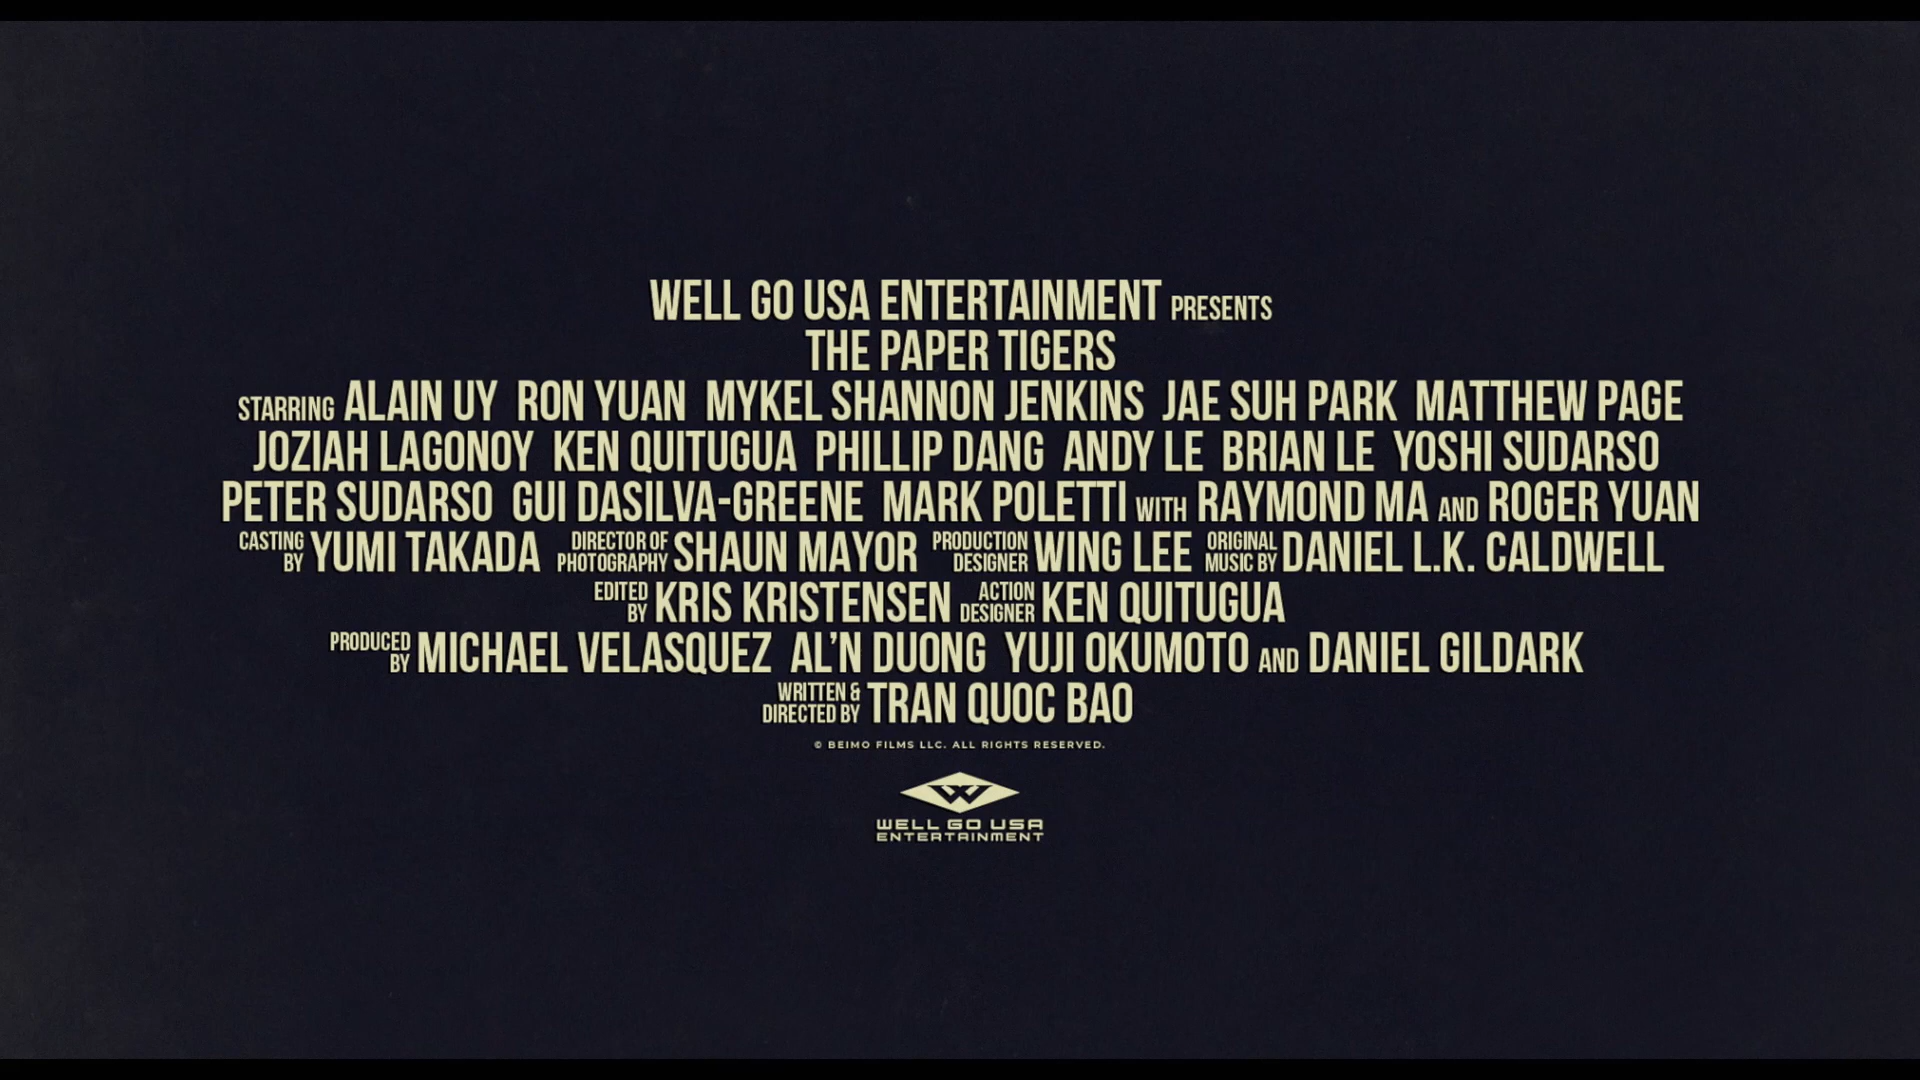 WELL GO USA ENTERTAINMENT PRESENTS
THE PAPER TIGERS
STARRING ALAIN UY RON YUAN MYKEL SHANNON JENKINS JAE SUH PARK MATTHEW PAGE
JOZIAH LAGONOY KEN QUITUGUA PHILLIP DANG ANDY LE BRIAN LE YOSHI SUDARSO
PETER SUDARSO GUI DASILVA-GREENE MARK POLETTI WITH RAYMOND MA AND ROGER YUAN
CASTING BY YUMI TAKADA DIRECTOR OF PHOTOGRAPHY SHAUN MAYOR PRODUCTION DESIGNER WING LEE ORIGINAL MUSIC BY DANIEL L.K. CALDWELL
EDITED BY KRIS KRISTENSEN ACTION DESIGNER KEN QUITUGUA
PRODUCED BY MICHAEL VELASQUEZ AL'N DUONG YUJI OKUMOTO AND DANIEL GILDARK
WRITTEN & DIRECTED BY TRAN QUOC BAO
© BEIMO FILMS LLC. ALL RIGHTS RESERVED.
WELL GO USA
ENTERTAINMENT